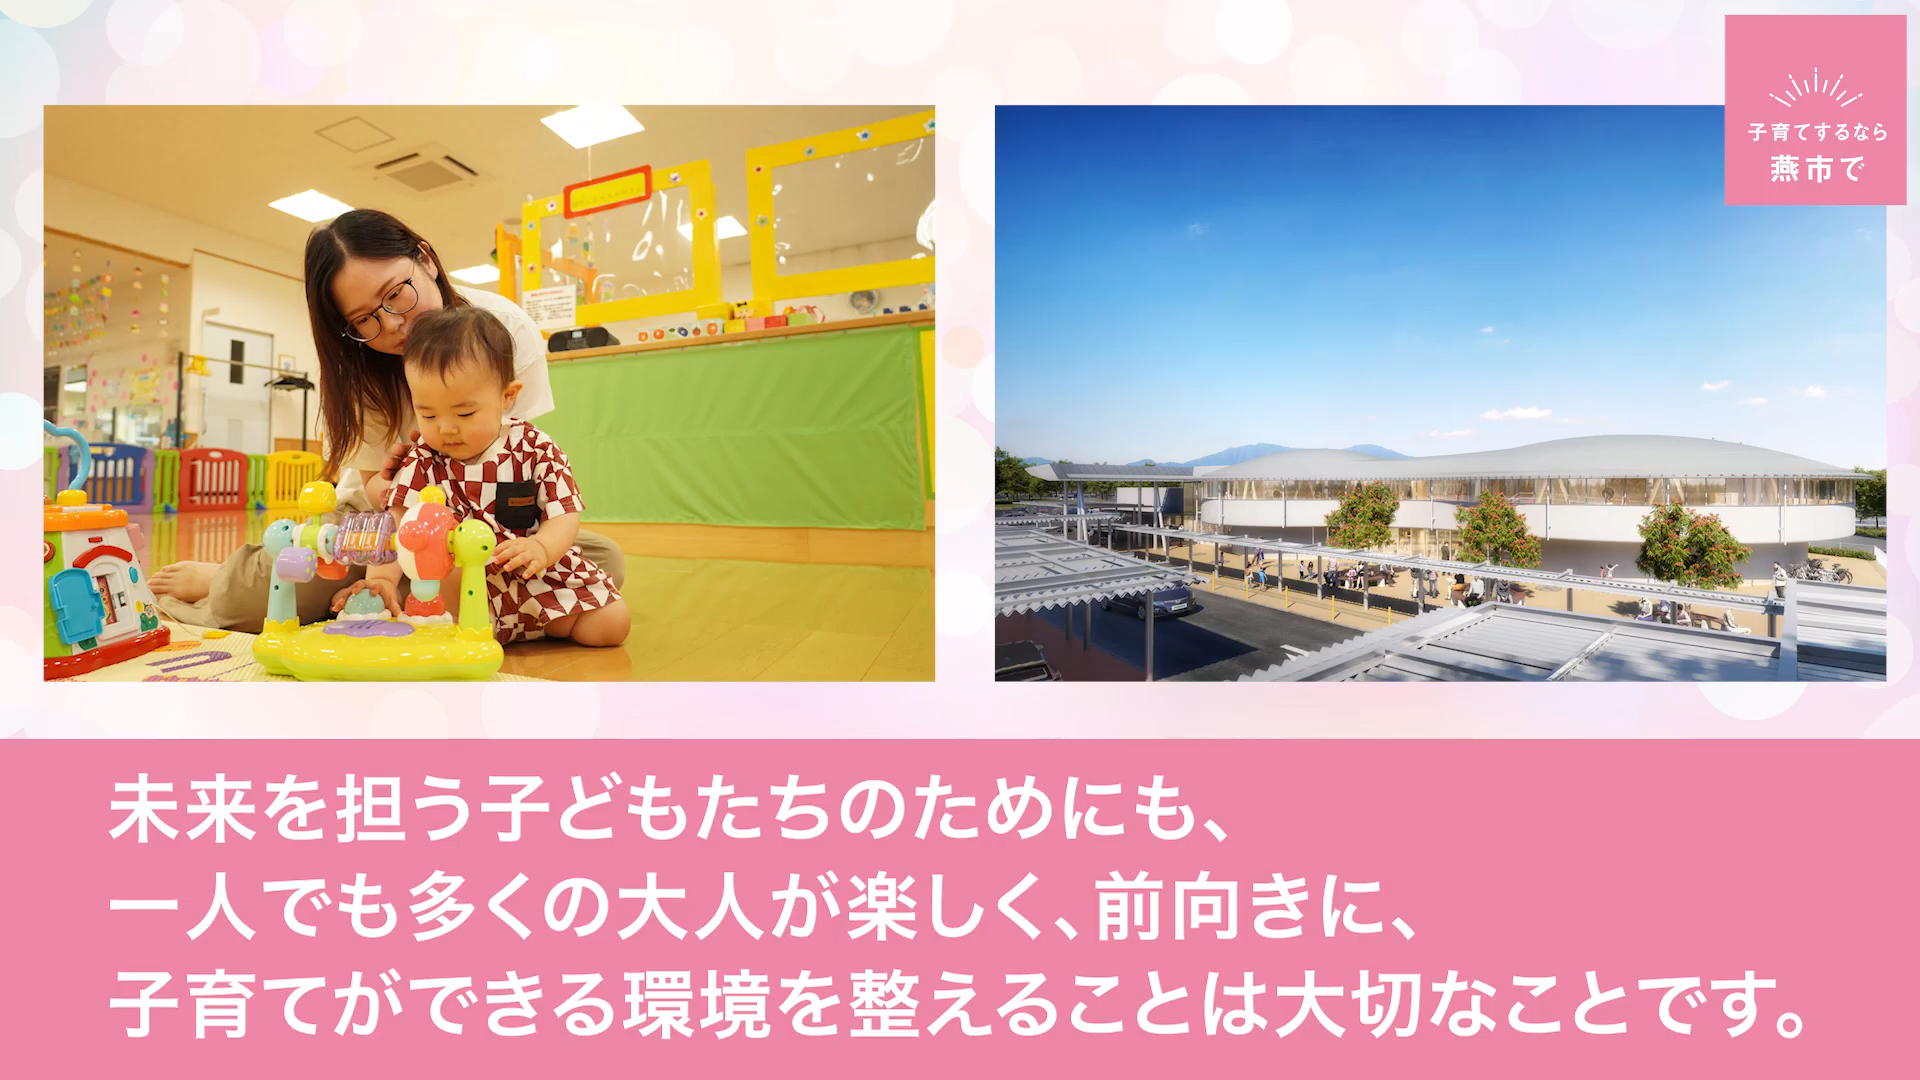 子育てするなら
燕市で
未来を担う子どもたちのためにも、
一人でも多くの大人が楽しく、前向きに、
子育てができる環境を整えることは大切なことです。